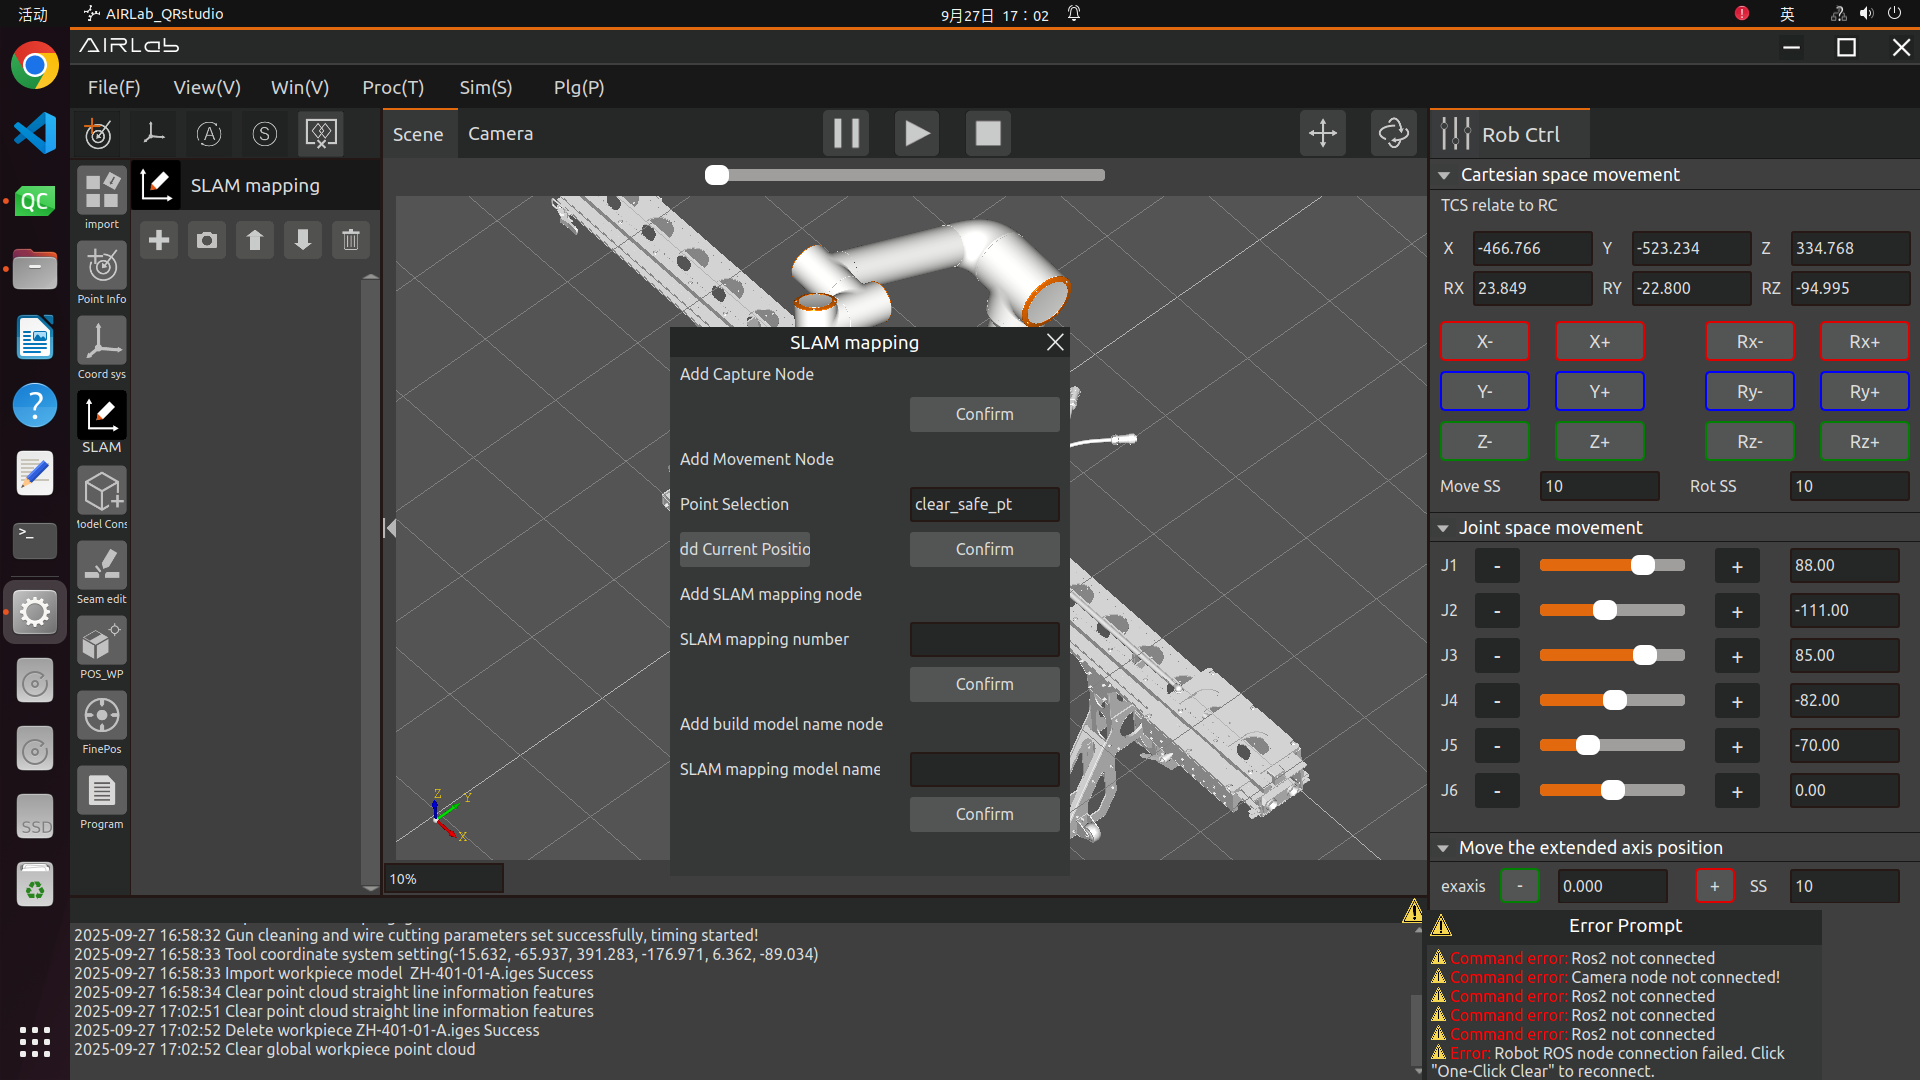 活动
AIRLab_QRstudio
9月27日 17：02
英
AIRLab
File(F) View(V) Win(V) Proc(T) Sim(S) Plg(P)
Scene Camera
Rob Ctrl
A S
import
Point Info
Coord sys
SLAM
Model Cons
Seam edit
POS_WP
FinePos
Program
QC
SSD
SLAM mapping
SLAM mapping
Add Capture Node
Confirm
Add Movement Node
Point Selection clear_safe_pt
dd Current Positio Confirm
Add SLAM mapping node
SLAM mapping number
Confirm
Add build model name node
SLAM mapping model name
Confirm
Z Y X
10%
Cartesian space movement
TCS relate to RC
X -466.766 Y -523.234 Z 334.768
RX 23.849 RY -22.800 RZ -94.995
X- X+ Rx- Rx+
Y- Y+ Ry- Ry+
Z- Z+ Rz- Rz+
Move SS 10 Rot SS 10
Joint space movement
J1 - + 88.00
J2 - + -111.00
J3 - + 85.00
J4 - + -82.00
J5 - + -70.00
J6 - + 0.00
Move the extended axis position
exaxis - 0.000 + SS 10
2025-09-27 16:58:32 Gun cleaning and wire cutting parameters set successfully, timing started!
2025-09-27 16:58:33 Tool coordinate system setting(-15.632, -65.937, 391.283, -176.971, 6.362, -89.034)
2025-09-27 16:58:33 Import workpiece model  ZH-401-01-A.iges Success
2025-09-27 16:58:34 Clear point cloud straight line information features
2025-09-27 17:02:51 Clear point cloud straight line information features
2025-09-27 17:02:52 Delete workpiece ZH-401-01-A.iges Success
2025-09-27 17:02:52 Clear global workpiece point cloud
Error Prompt
Command error: Ros2 not connected
Command error: Camera node not connected!
Command error: Ros2 not connected
Command error: Ros2 not connected
Command error: Ros2 not connected
Error: Robot ROS node connection failed. Click
"One-Click Clear" to reconnect.